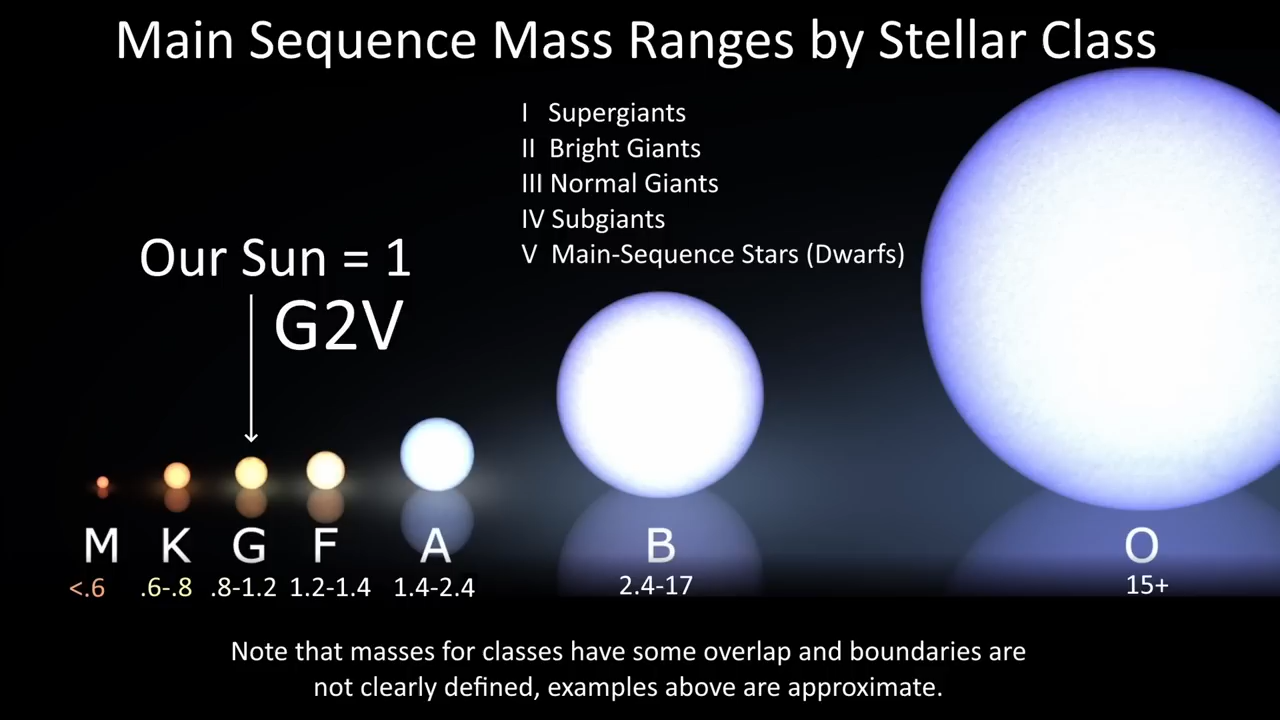 Main Sequence Mass Ranges by Stellar Class
I Supergiants
II Bright Giants
III Normal Giants
IV Subgiants
V Main-Sequence Stars (Dwarfs)
Our Sun = 1
G2V
M K G F A B O
<.6 .6-.8 .8-1.2 1.2-1.4 1.4-2.4 2.4-17 15+
Note that masses for classes have some overlap and boundaries are
not clearly defined, examples above are approximate.